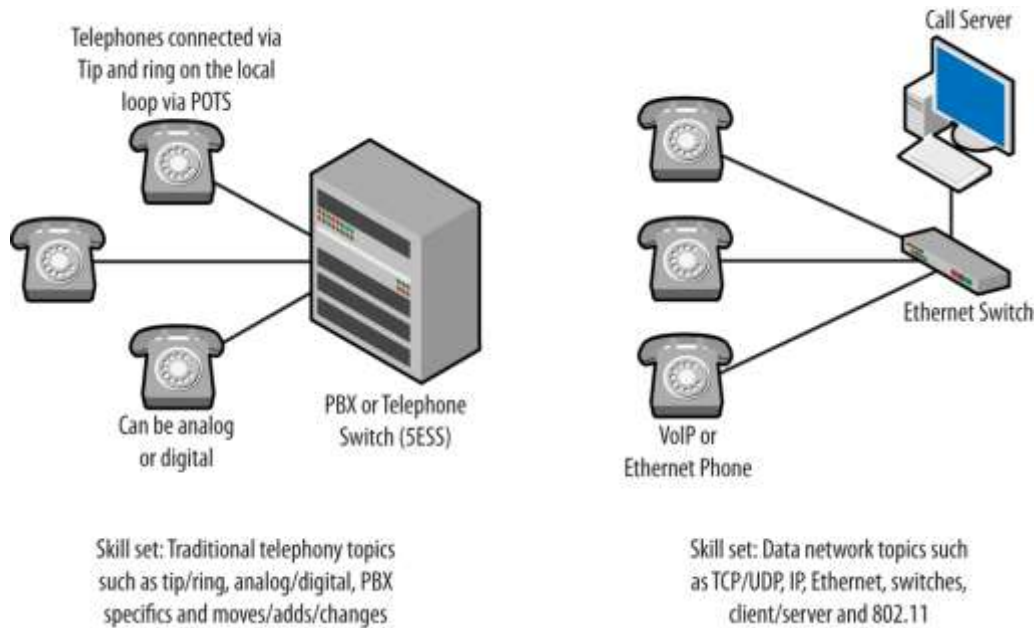 Telephones connected via
Tip and ring on the local
loop via POTS
Can be analog
or digital
PBX or Telephone
Switch (5ESS)
Skill set: Traditional telephony topics
such as tip/ring, analog/digital, PBX
specifics and moves/adds/changes
Call Server
Ethernet Switch
VoIP or
Ethernet Phone
Skill set: Data network topics such
as TCP/UDP, IP, Ethernet, switches,
client/server and 802.11